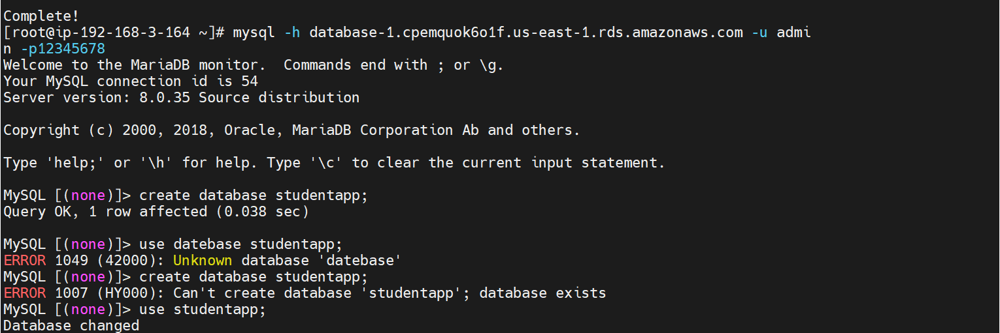 Complete!
[root@ip-192-168-3-164 ~]# mysql -h database-1.cpemquok6o1f.us-east-1.rds.amazonaws.com -u admi
n -p12345678
Welcome to the MariaDB monitor.  Commands end with ; or \g.
Your MySQL connection id is 54
Server version: 8.0.35 Source distribution

Copyright (c) 2000, 2018, Oracle, MariaDB Corporation Ab and others.

Type 'help;' or '\h' for help. Type '\c' to clear the current input statement.

MySQL [(none)]> create database studentapp;
Query OK, 1 row affected (0.038 sec)

MySQL [(none)]> use datebase studentapp;
ERROR 1049 (42000): Unknown database 'datebase'
MySQL [(none)]> create database studentapp;
ERROR 1007 (HY000): Can't create database 'studentapp'; database exists
MySQL [(none)]> use studentapp;
Database changed